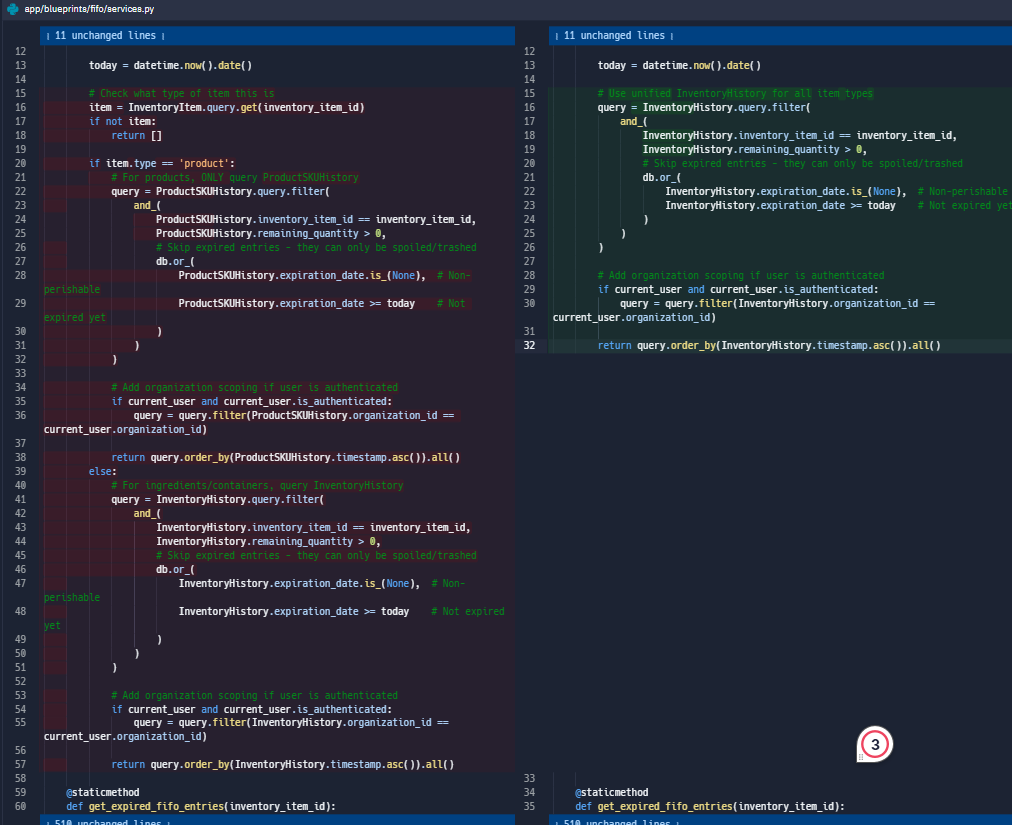 app/blueprints/fifo/services.py
11 unchanged lines
12
13 today = datetime.now().date()
14
15 # Check what type of item this is
16 item = InventoryItem.query.get(inventory_item_id)
17 if not item:
18 return []
19
20 if item.type == 'product':
21 # For products, ONLY query ProductSKUHistory
22 query = ProductSKUHistory.query.filter(
23 and_(
24 ProductSKUHistory.inventory_item_id == inventory_item_id,
25 ProductSKUHistory.remaining_quantity > 0,
26 # Skip expired entries - they can only be spoiled/trashed
27 db.or_(
28 ProductSKUHistory.expiration_date.is_(None), # Non-
perishable
29 ProductSKUHistory.expiration_date >= today # Not
expired yet
30 )
31 )
32 )
33
34 # Add organization scoping if user is authenticated
35 if current_user and current_user.is_authenticated:
36 query = query.filter(ProductSKUHistory.organization_id ==
current_user.organization_id)
37
38 return query.order_by(ProductSKUHistory.timestamp.asc()).all()
39 else:
40 # For ingredients/containers, query InventoryHistory
41 query = InventoryHistory.query.filter(
42 and_(
43 InventoryHistory.inventory_item_id == inventory_item_id,
44 InventoryHistory.remaining_quantity > 0,
45 # Skip expired entries - they can only be spoiled/trashed
46 db.or_(
47 InventoryHistory.expiration_date.is_(None), # Non-
perishable
48 InventoryHistory.expiration_date >= today # Not expired
yet
49 )
50 )
51 )
52
53 # Add organization scoping if user is authenticated
54 if current_user and current_user.is_authenticated:
55 query = query.filter(InventoryHistory.organization_id ==
current_user.organization_id)
56
57 return query.order_by(InventoryHistory.timestamp.asc()).all()
58
59 @staticmethod
60 def get_expired_fifo_entries(inventory_item_id):
510 unchanged lines
11 unchanged lines
12
13 today = datetime.now().date()
14
15 # Use unified InventoryHistory for all item types
16 query = InventoryHistory.query.filter(
17 and_(
18 InventoryHistory.inventory_item_id == inventory_item_id,
19 InventoryHistory.remaining_quantity > 0,
20 # Skip expired entries - they can only be spoiled/trashed
21 db.or_(
22 InventoryHistory.expiration_date.is_(None), # Non-perishable
23 InventoryHistory.expiration_date >= today # Not expired yet
24 )
25 )
26 )
27
28 # Add organization scoping if user is authenticated
29 if current_user and current_user.is_authenticated:
30 query = query.filter(InventoryHistory.organization_id ==
current_user.organization_id)
31
32 return query.order_by(InventoryHistory.timestamp.asc()).all()
3
33
34 @staticmethod
35 def get_expired_fifo_entries(inventory_item_id):
510 unchanged lines